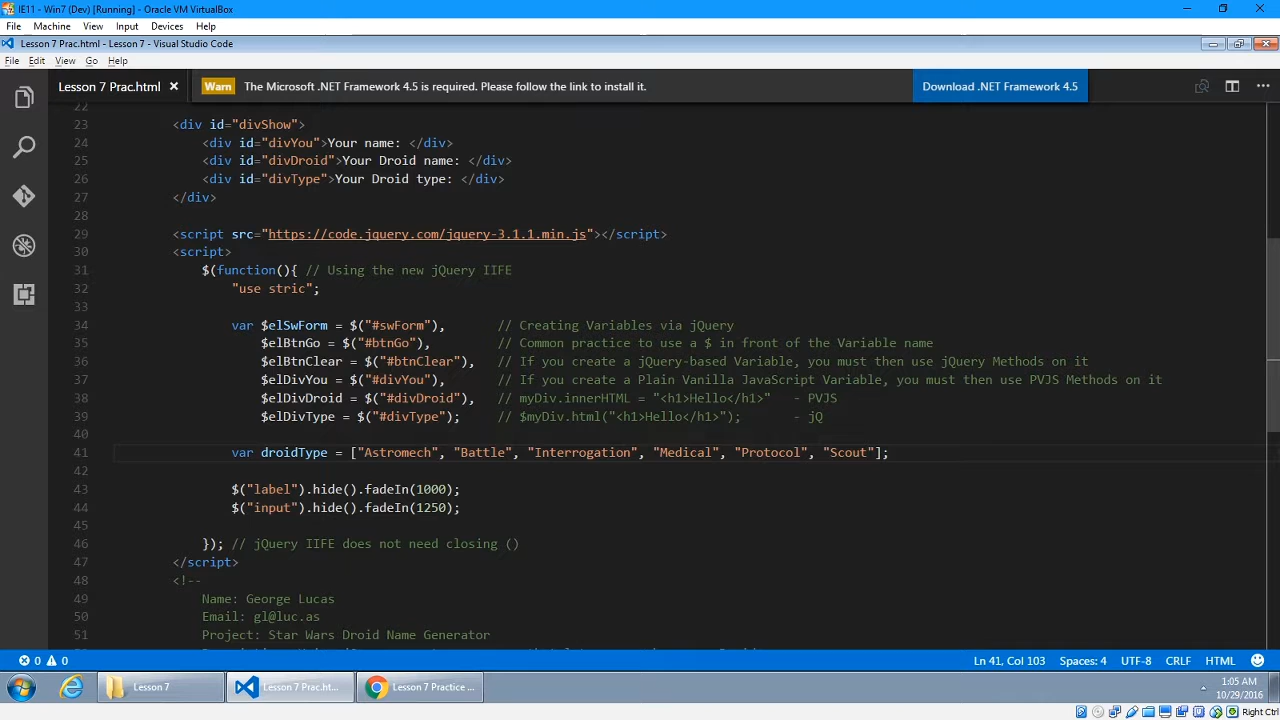 IE11 - Win7 (Dev) [Running] - Oracle VM VirtualBox
File Machine View Input Devices Help
Lesson 7 Prac.html - Lesson 7 - Visual Studio Code
File Edit View Go Help
Lesson 7 Prac.html
Warn The Microsoft .NET Framework 4.5 is required. Please follow the link to install it. Download .NET Framework 4.5
22
23 <div id="divShow">
24 <div id="divYou">Your name: </div>
25 <div id="divDroid">Your Droid name: </div>
26 <div id="divType">Your Droid type: </div>
27 </div>
28
29 <script src="https://code.jquery.com/jquery-3.1.1.min.js"></script>
30 <script>
31 $(function(){ // Using the new jQuery IIFE
32 "use stric";
33
34 var $elSwForm = $("#swForm"), // Creating Variables via jQuery
35 $elBtnGo = $("#btnGo"), // Common practice to use a $ in front of the Variable name
36 $elBtnClear = $("#btnClear"), // If you create a jQuery-based Variable, you must then use jQuery Methods on it
37 $elDivYou = $("#divYou"), // If you create a Plain Vanilla JavaScript Variable, you must then use PVJS Methods on it
38 $elDivDroid = $("#divDroid"), // myDiv.innerHTML = "<h1>Hello</h1>" - PVJS
39 $elDivType = $("#divType"); // $myDiv.html("<h1>Hello</h1>"); - jQ
40
41 var droidType = ["Astromech", "Battle", "Interrogation", "Medical", "Protocol", "Scout"];
42
43 $("label").hide().fadeIn(1000);
44 $("input").hide().fadeIn(1250);
45
46 }); // jQuery IIFE does not need closing ()
47 </script>
48 <!--
49 Name: George Lucas
50 Email: gl@luc.as
51 Project: Star Wars Droid Name Generator
0 0 Ln 41, Col 103 Spaces: 4 UTF-8 CRLF HTML
Lesson 7 Lesson 7 Prac.ht... Lesson 7 Practice ... 1:05 AM
10/29/2016
Right Ctrl